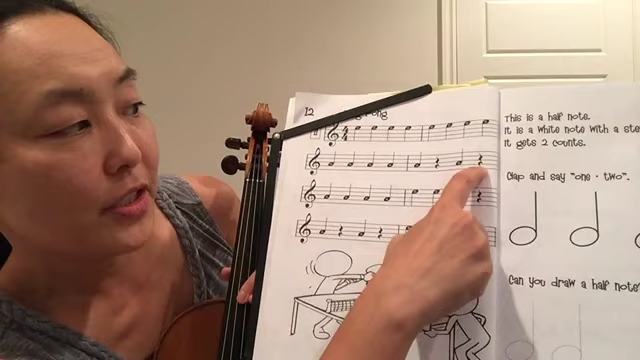 12
This is a half note.
It is a white note with a ste
It gets 2 counts.
Clap and say "one - two".
Can you draw a half note?